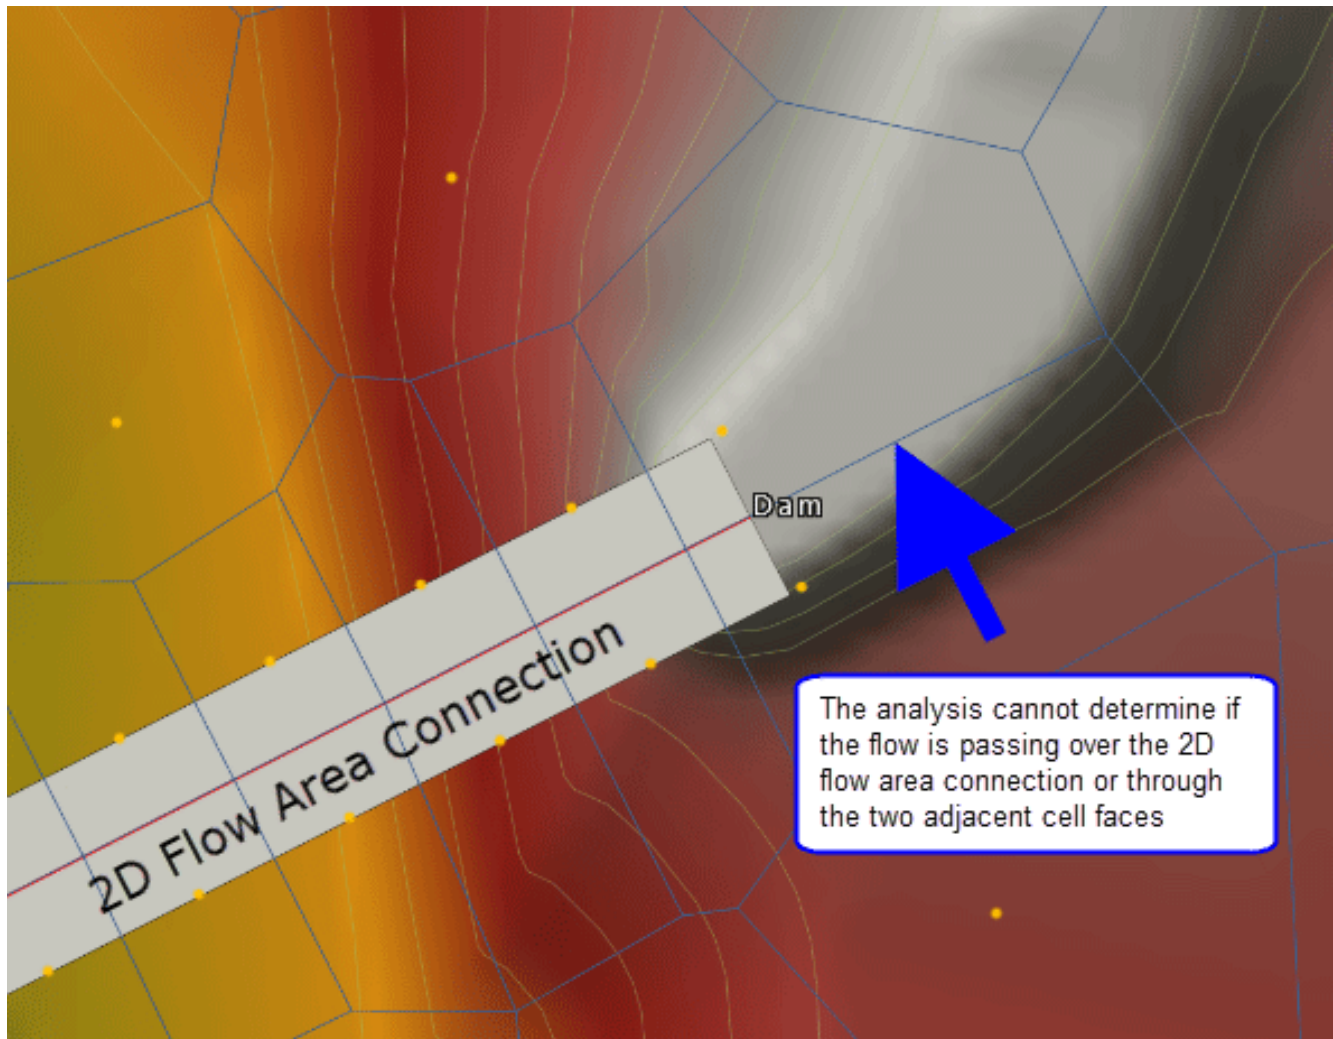 Dam
2D Flow Area Connection
The analysis cannot determine if
the flow is passing over the 2D
flow area connection or through
the two adjacent cell faces